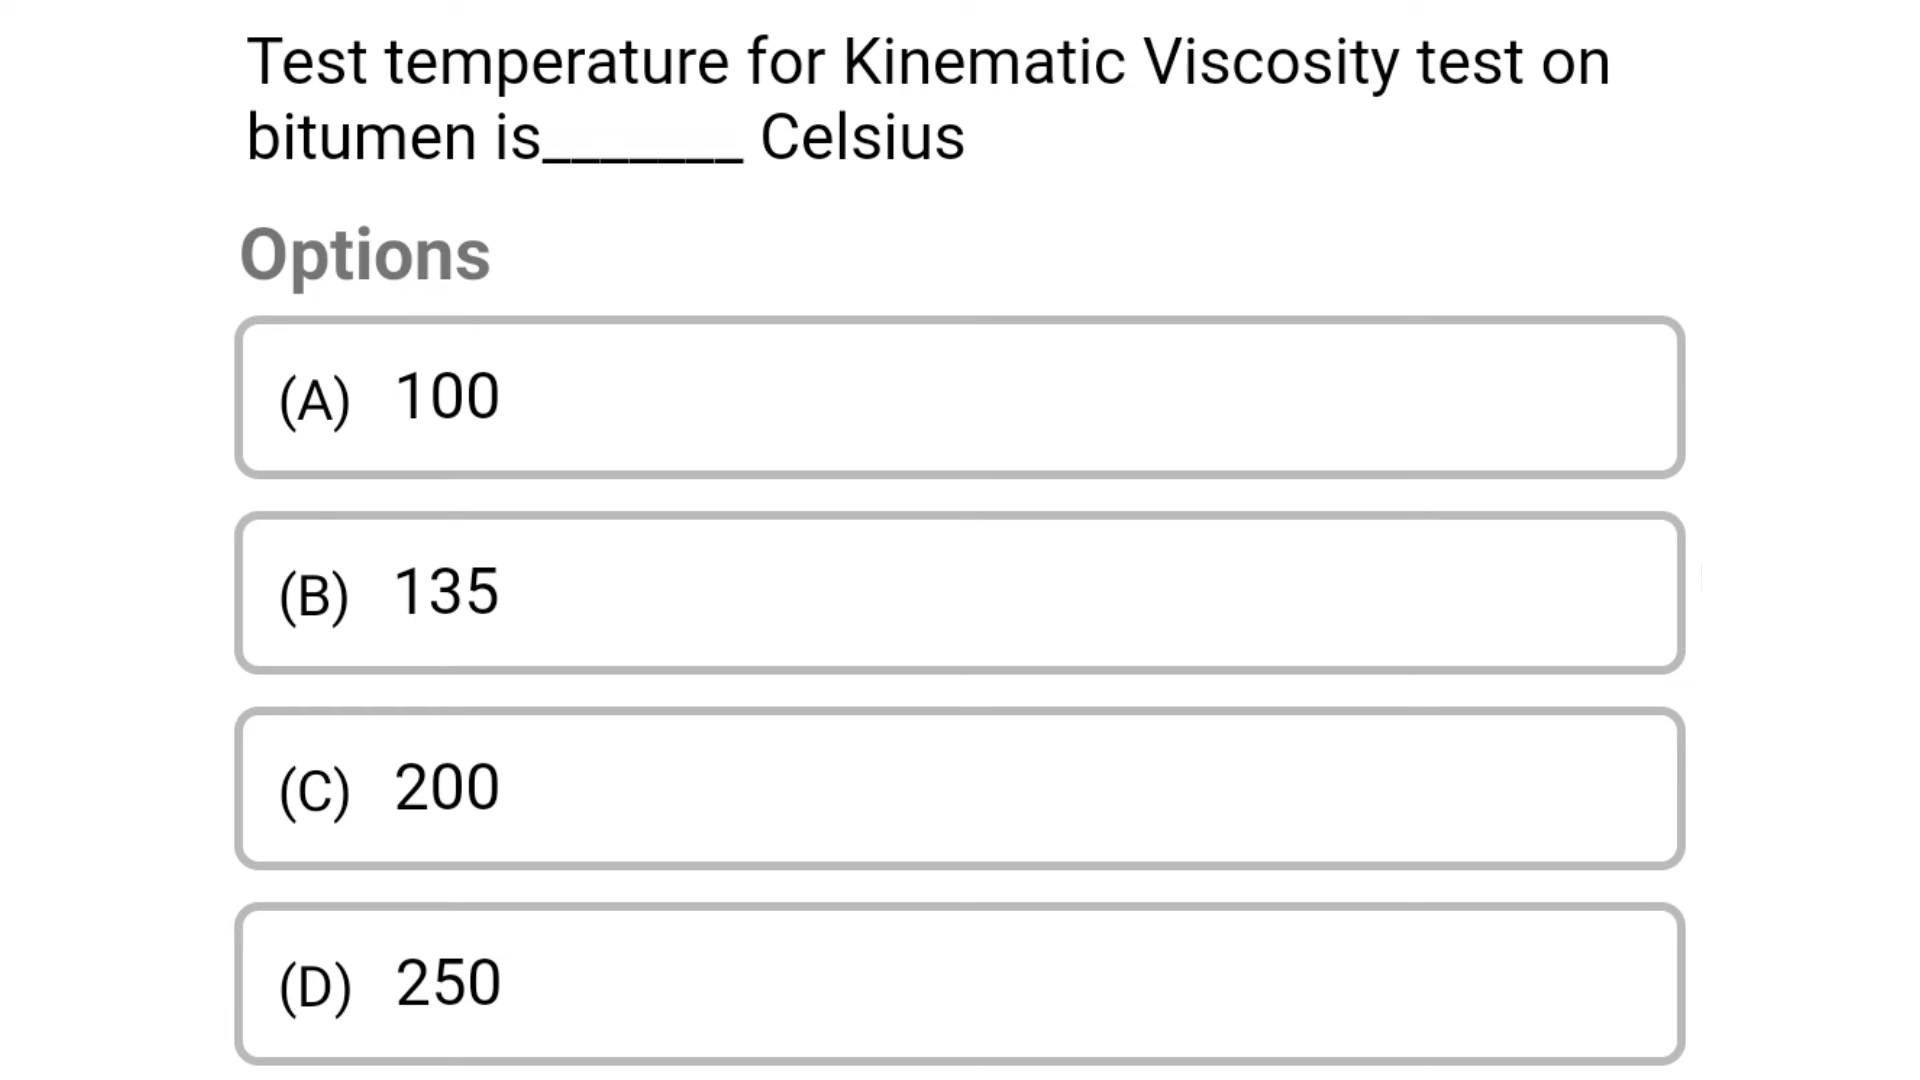 Test temperature for Kinematic Viscosity test on
bitumen is_______ Celsius
Options
(A) 100
(B) 135
(C) 200
(D) 250